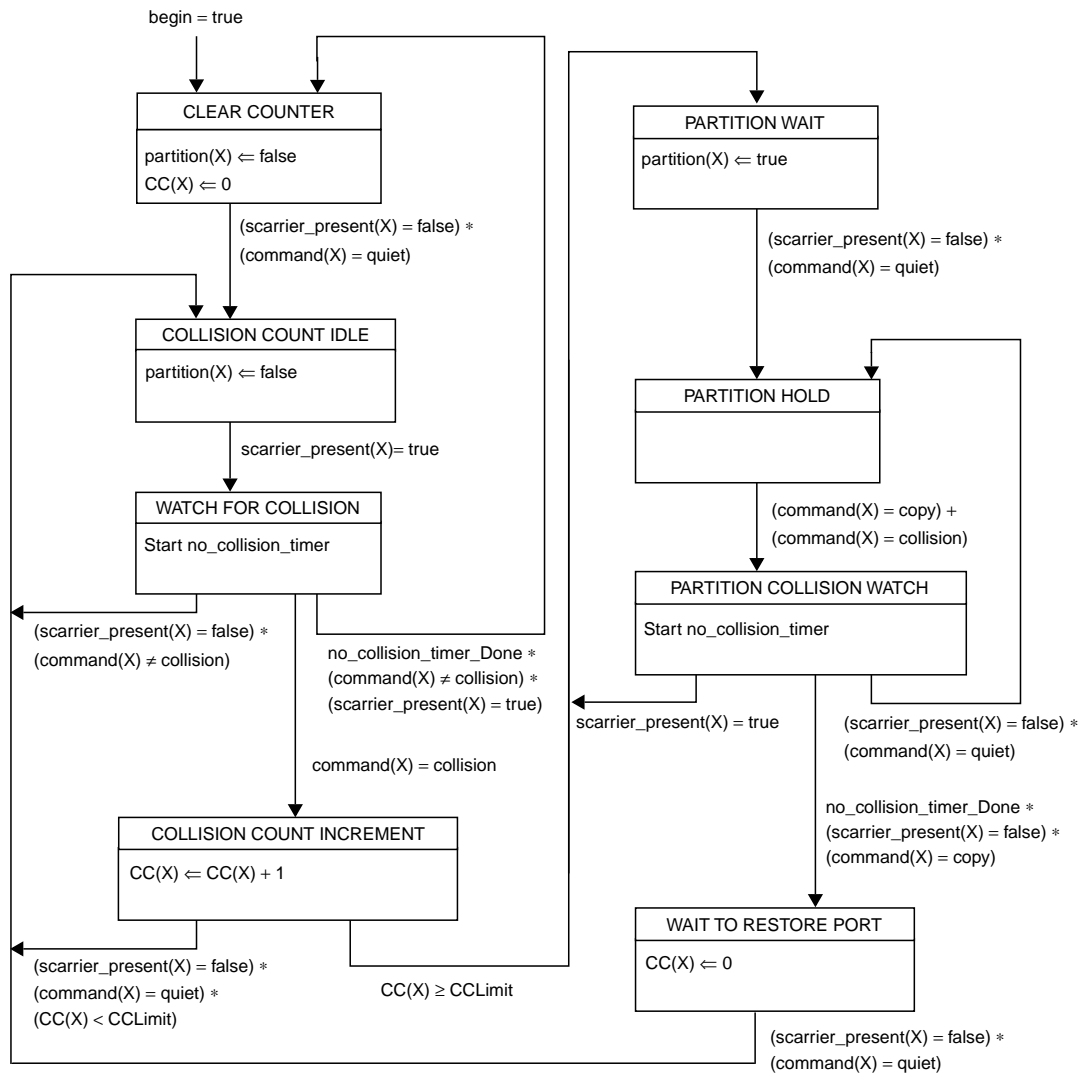 begin = true
CLEAR COUNTER
partition(X) ⇐ false
CC(X) ⇐ 0
(scarrier_present(X) = false) *
(command(X) = quiet)
COLLISION COUNT IDLE
partition(X) ⇐ false
scarrier_present(X)= true
WATCH FOR COLLISION
Start no_collision_timer
(scarrier_present(X) = false) *
(command(X) ≠ collision)
no_collision_timer_Done *
(command(X) ≠ collision) *
(scarrier_present(X) = true)
command(X) = collision
COLLISION COUNT INCREMENT
CC(X) ⇐ CC(X) + 1
(scarrier_present(X) = false) *
(command(X) = quiet) *
(CC(X) < CCLimit)
CC(X) ≥ CCLimit
PARTITION WAIT
partition(X) ⇐ true
(scarrier_present(X) = false) *
(command(X) = quiet)
PARTITION HOLD
(command(X) = copy) +
(command(X) = collision)
PARTITION COLLISION WATCH
Start no_collision_timer
scarrier_present(X) = true
(scarrier_present(X) = false) *
(command(X) = quiet)
no_collision_timer_Done *
(scarrier_present(X) = false) *
(command(X) = copy)
WAIT TO RESTORE PORT
CC(X) ⇐ 0
(scarrier_present(X) = false) *
(command(X) = quiet)